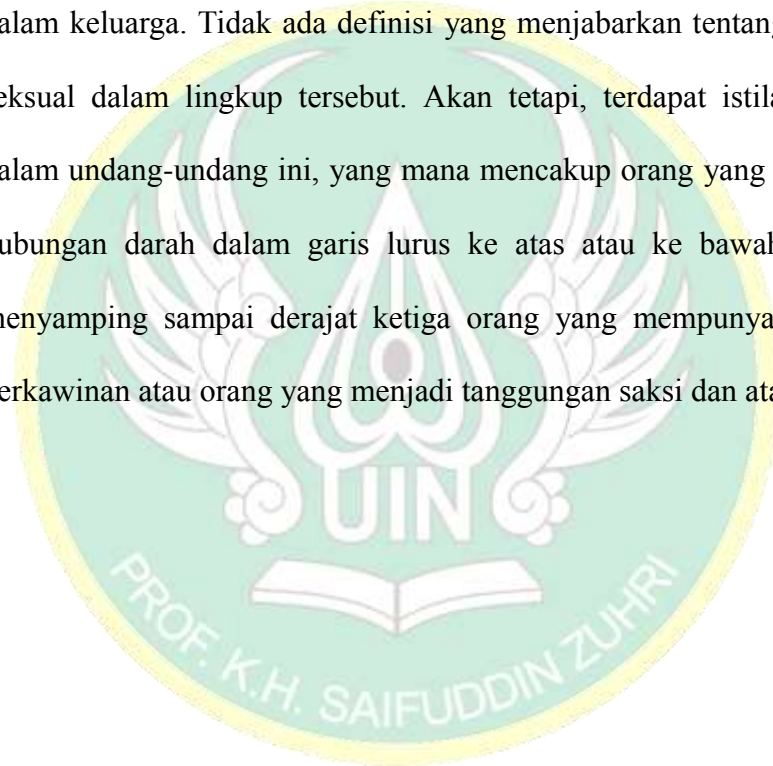 alam keluarga. Tidak ada definisi yang menjabarkan tentang
eksual dalam lingkup tersebut. Akan tetapi, terdapat istila
alam undang-undang ini, yang mana mencakup orang yang
ubungan darah dalam garis lurus ke atas atau ke bawah
menyamping sampai derajat ketiga orang yang mempunya
erkawinan atau orang yang menjadi tanggungan saksi dan ata
UIN
PROF. K.H. SAIFUDDIN ZUHRI